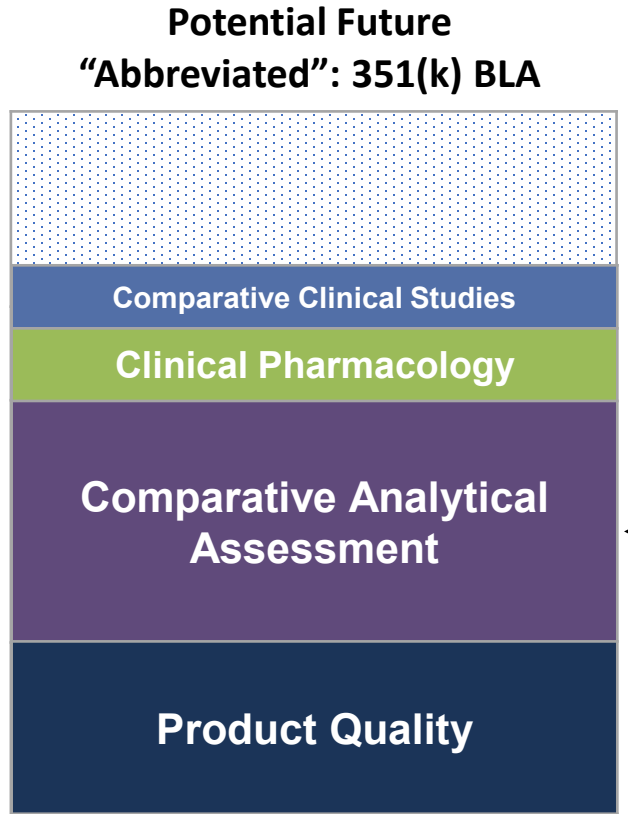 Potential Future
“Abbreviated”: 351(k) BLA
Comparative Clinical Studies
Clinical Pharmacology
Comparative Analytical
Assessment
Product Quality